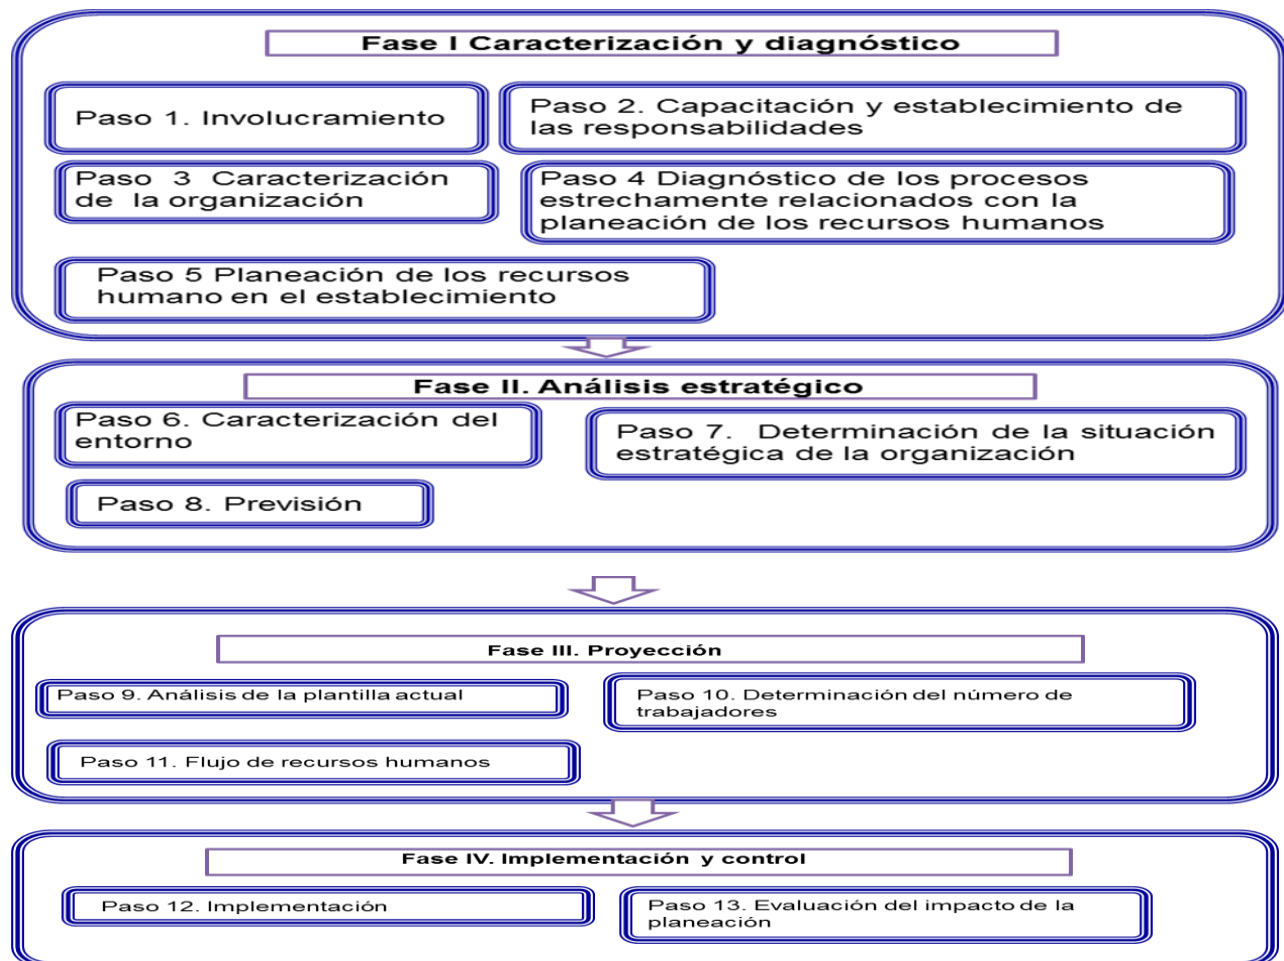 Fase I Caracterización y diagnóstico
Paso 1. Involucramiento
Paso 2. Capacitación y establecimiento de
las responsabilidades
Paso 3 Caracterización
de la organización
Paso 4 Diagnóstico de los procesos
estrechamente relacionados con la
planeación de los recursos humanos
Paso 5 Planeación de los recursos
humano en el establecimiento
Fase II. Análisis estratégico
Paso 6. Caracterización del
entorno
Paso 7. Determinación de la situación
estratégica de la organización
Paso 8. Previsión
Fase III. Proyección
Paso 9. Análisis de la plantilla actual
Paso 10. Determinación del número de
trabajadores
Paso 11. Flujo de recursos humanos
Fase IV. Implementación y control
Paso 12. Implementación
Paso 13. Evaluación del impacto de la
planeación